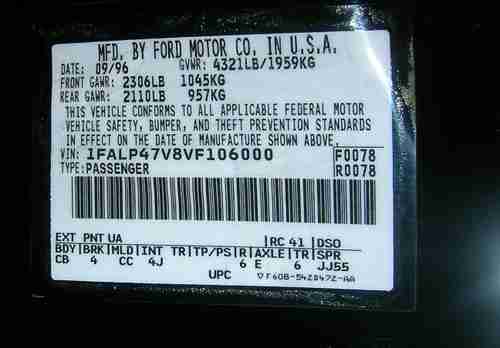 MFD. BY FORD MOTOR CO. IN U.S.A.
DATE: 09/96 GVWR: 4321LB/1959KG
FRONT GAWR: 2306LB 1045KG
REAR GAWR: 2110LB 957KG
THIS VEHICLE CONFORMS TO ALL APPLICABLE FEDERAL MOTOR
VEHICLE SAFETY, BUMPER, AND THEFT PREVENTION STANDARDS
IN EFFECT ON THE DATE OF MANUFACTURE SHOWN ABOVE.
VIN: 1FALP47V8VF106000 F0078
TYPE: PASSENGER R0078
EXT PNT UA RC 41 DSO
BDY BRK MLD INT TR TP/PS R AXLE TR SPR
CB 4 CC 4J 6 E 6 JJ55
UPC F60B-5420472-AA